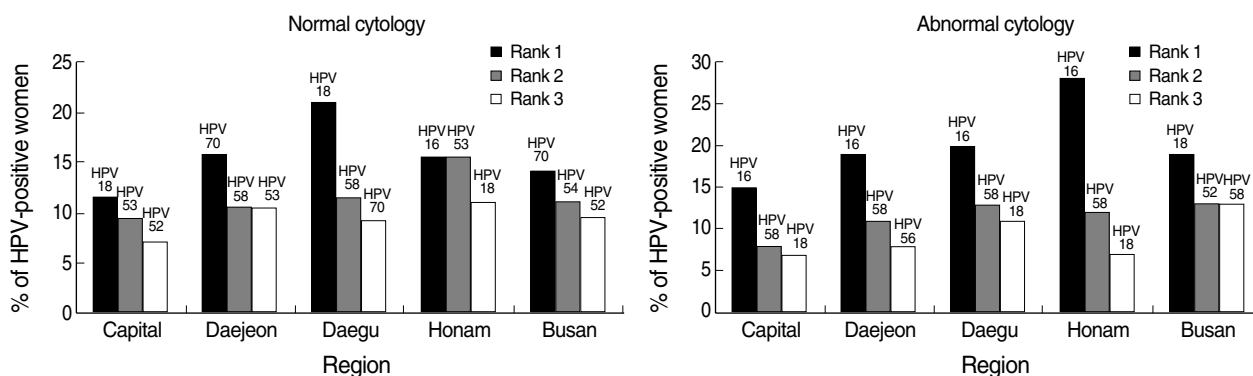 Normal cytology
% of HPV-positive women
25
20
15
10
5
0
Rank 1
Rank 2
Rank 3
HPV
18
HPV
53
HPV
52
HPV
70
HPV
58
HPV
53
HPV
18
HPV
58
HPV
70
HPV
16
HPV
53
HPV
18
HPV
70
HPV
54
HPV
52
Capital
Daejeon
Daegu
Honam
Busan
Region
Abnormal cytology
% of HPV-positive women
30
25
20
15
10
5
0
Rank 1
Rank 2
Rank 3
HPV
16
HPV
58
HPV
18
HPV
16
HPV
58
HPV
56
HPV
16
HPV
58
HPV
18
HPV
16
HPV
58
HPV
18
HPV
18
HPV
52
HPV
58
Capital
Daejeon
Daegu
Honam
Busan
Region